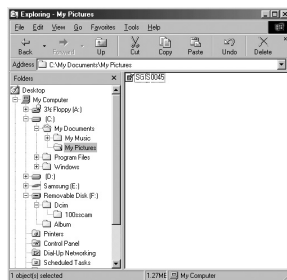 Exploring - My Pictures
File Edit View Go Favorites Tools
Back Forward Up Cut Copy Paste Undo Delete
Address C:\My Documents\My Pictures
Folders
SGIS0045
Desktop
My Computer
3½ Floppy (A:)
(C:)
My Documents
My Music
My Pictures
Program Files
Windows
(D:)
Samsung (E:)
Removable Disk (F:)
Dcim
100sscam
Album
Printers
Control Panel
Dial-Up Networking
Scheduled Tasks
1 object(s) selected 1.27MB My Computer